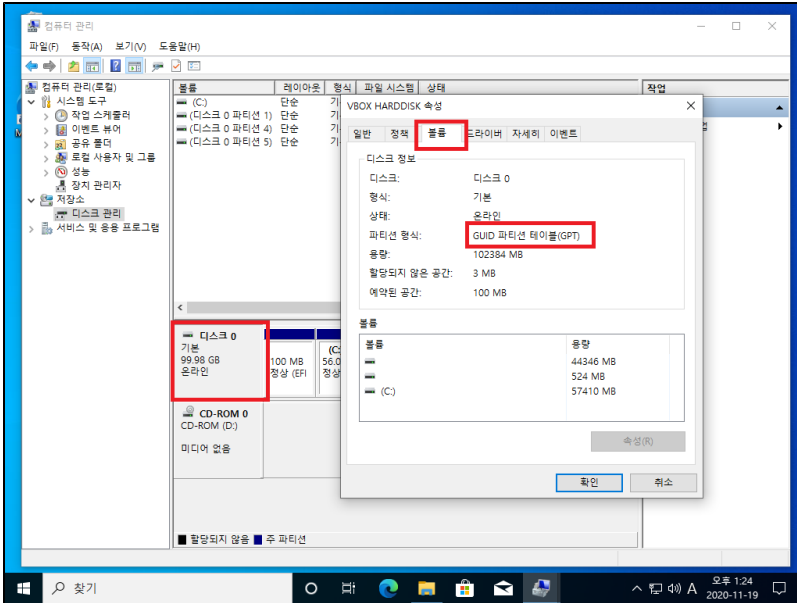 컴퓨터 관리
파일(F) 동작(A) 보기(V) 도움말(H)
컴퓨터 관리(로컬)
시스템 도구
작업 스케줄러
이벤트 뷰어
공유 폴더
로컬 사용자 및 그룹
성능
장치 관리자
저장소
디스크 관리
서비스 및 응용 프로그램
볼륨 레이아웃 형식 파일 시스템 상태
(C:) 단순
(디스크 0 파티션 1) 단순
(디스크 0 파티션 4) 단순
(디스크 0 파티션 5) 단순
작업
VBOX HARDDISK 속성
일반 정책 볼륨 드라이버 자세히 이벤트
디스크 정보
디스크: 디스크 0
형식: 기본
상태: 온라인
파티션 형식: GUID 파티션 테이블(GPT)
용량: 102384 MB
할당되지 않은 공간: 3 MB
예약된 공간: 100 MB
볼륨
볼륨 용량
44346 MB
524 MB
(C:) 57410 MB
속성(R)
확인 취소
디스크 0
기본
99.98 GB
온라인
100 MB
정상 (EFI
(C:
56.0
정상
CD-ROM 0
CD-ROM (D:)
미디어 없음
할당되지 않음 주 파티션
찾기
A
오후 1:24
2020-11-19